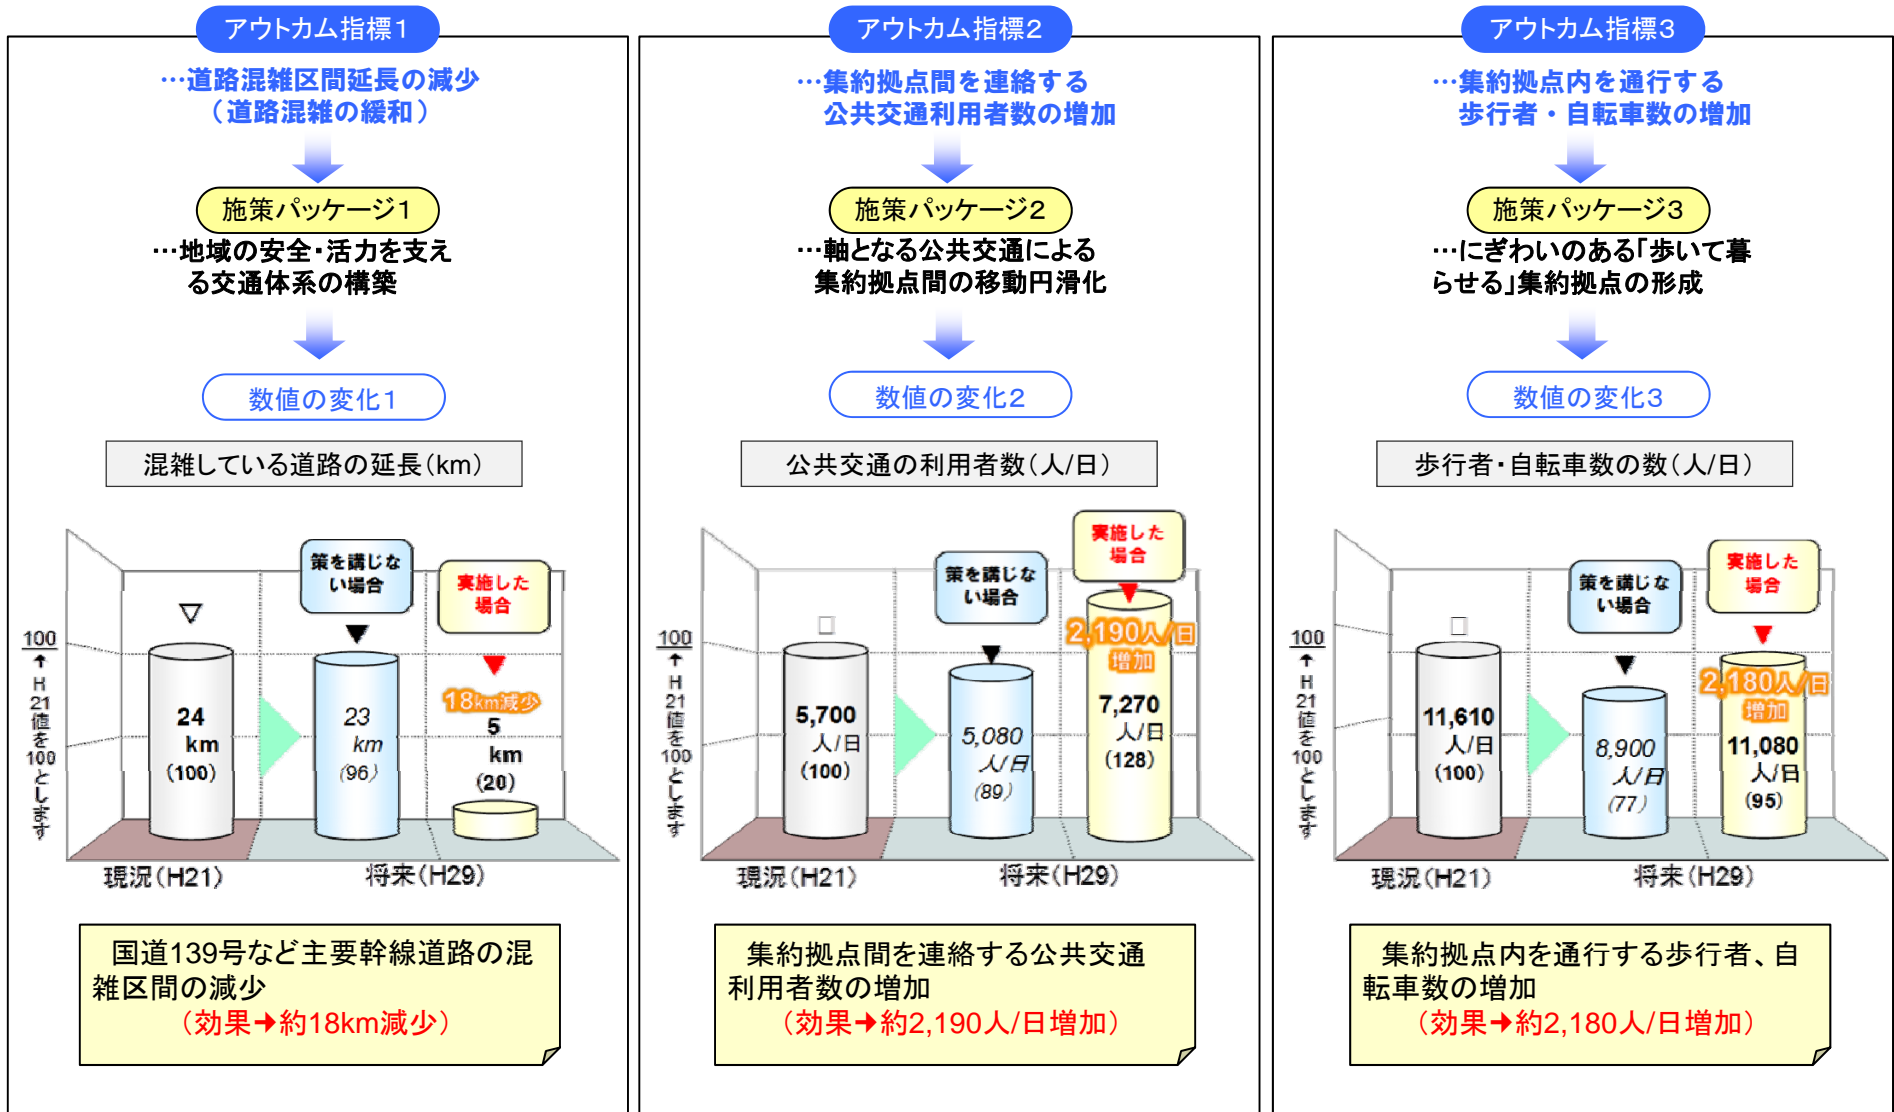 アウトカム指標1
…道路混雑区間延長の減少
（道路混雑の緩和）
施策パッケージ1
…地域の安全・活力を支え
る交通体系の構築
数値の変化1
混雑している道路の延長(km)
策を講じな
い場合
実施した
場合
100
↑H21値を100とします
24
km
(100)
23
km
(96)
18km減少
5
km
(20)
現況(H21)
将来(H29)
国道139号など主要幹線道路の混
雑区間の減少
（効果➜約18km減少）
アウトカム指標2
…集約拠点間を連絡する
公共交通利用者数の増加
施策パッケージ2
…軸となる公共交通による
集約拠点間の移動円滑化
数値の変化2
公共交通の利用者数(人/日)
策を講じな
い場合
実施した
場合
100
↑H21値を100とします
5,700
人/日
(100)
5,080
人/日
(89)
2,190人/日
増加
7,270
人/日
(128)
現況(H21)
将来(H29)
集約拠点間を連絡する公共交通
利用者数の増加
（効果➜約2,190人/日増加）
アウトカム指標3
…集約拠点内を通行する
歩行者・自転車数の増加
施策パッケージ3
…にぎわいのある「歩いて暮
らせる」集約拠点の形成
数値の変化3
歩行者・自転車数の数(人/日)
策を講じな
い場合
実施した
場合
100
↑H21値を100とします
11,610
人/日
(100)
8,900
人/日
(77)
2,180人/日
増加
11,080
人/日
(95)
現況(H21)
将来(H29)
集約拠点内を通行する歩行者、自
転車数の増加
（効果➜約2,180人/日増加）